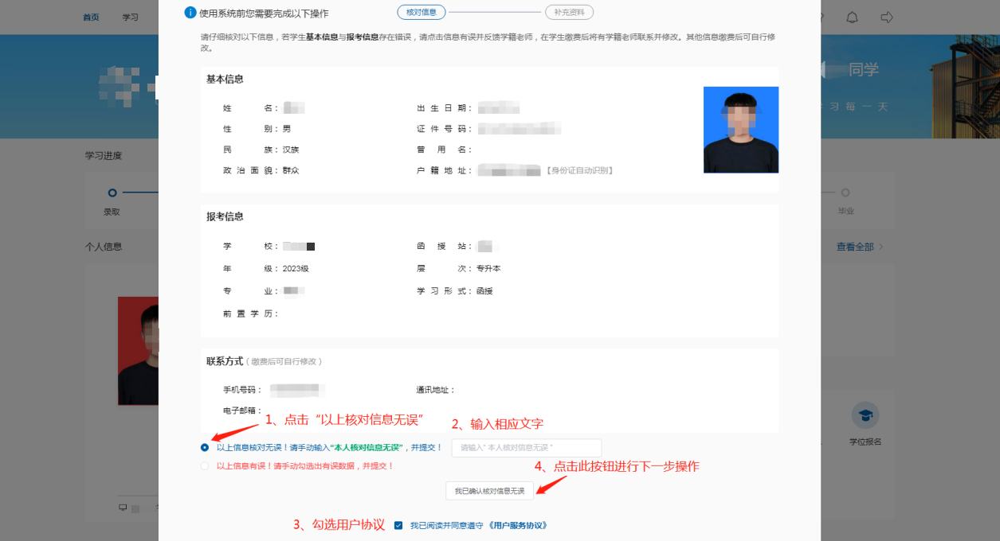 首页 学习
i 使用系统前您需要完成以下操作 核对信息 补充资料
请仔细核对以下信息，若学生基本信息与报考信息存在错误，请点击信息有误并反馈学籍老师，在学生缴费后将有学籍老师联系并修改。其他信息缴费后可自行修
改。
基本信息
同学
姓名： 出生日期：
习每一天
性别：男 证件号码：
民族：汉族 曾用名：
学习进度
政治面貌：群众 户籍地址： 【身份证自动识别】
录取 毕业
报考信息
个人信息 查看全部 >
学校： 函授站：
年级：2023级 层次：专升本
专业： 学习形式：函授
前置学历：
联系方式（缴费后可自行修改）
手机号码： 通讯地址：
电子邮箱：
1、点击“以上核对信息无误”
2、输入相应文字
学位报名
以上信息核对无误！请手动输入“本人核对信息无误”，并提交！ 请输入“本人核对信息无误”
以上信息有误！请手动勾选出有误数据，并提交！
4、点击此按钮进行下一步操作
我已确认核对信息无误
3、勾选用户协议 我已阅读并同意遵守《用户服务协议》